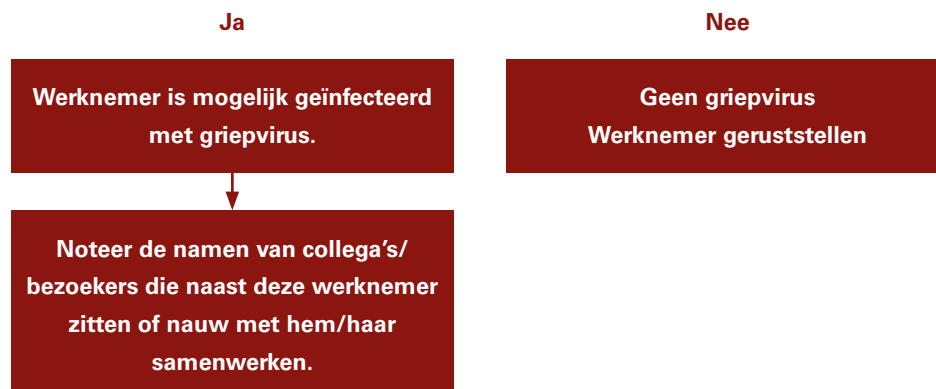 Ja
Werknemer is mogelijk geïnfecteerd
met griepvirus.
Noteer de namen van collega's/
bezoekers die naast deze werknemer
zitten of nauw met hem/haar
samenwerken.
Nee
Geen griepvirus
Werknemer geruststellen